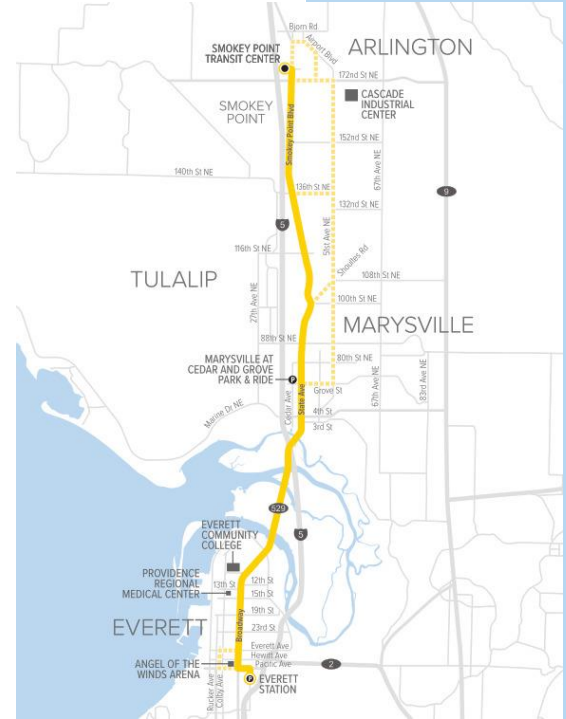 Bjorn Rd
Airport Blvd
ARLINGTON
SMOKEY POINT
TRANSIT CENTER
172nd St NE
CASCADE
INDUSTRIAL
CENTER
SMOKEY
POINT
Smokey Point Blvd
152nd St NE
67th Ave NE
140th St NE
136th St NE
9
132nd St NE
5
51st Ave NE
116th St NE
Shoultes Rd
TULALIP
27th Ave NE
108th St NE
100th St NE
MARYSVILLE
88th St NE
80th St NE
MARYSVILLE AT
CEDAR AND GROVE
PARK & RIDE
P
State Ave
Cedar Ave
Grove St
67th Ave NE
83rd Ave NE
Marine Dr NE
4th St
3rd St
529
EVERETT
COMMUNITY
COLLEGE
5
PROVIDENCE
REGIONAL
MEDICAL CENTER
13th St
12th St
15th St
19th St
EVERETT
Broadway
23rd St
Everett Ave
Hewitt Ave
Pacific Ave
2
ANGEL OF THE
WINDS ARENA
P
EVERETT
STATION
Rucker Ave
Colby Ave